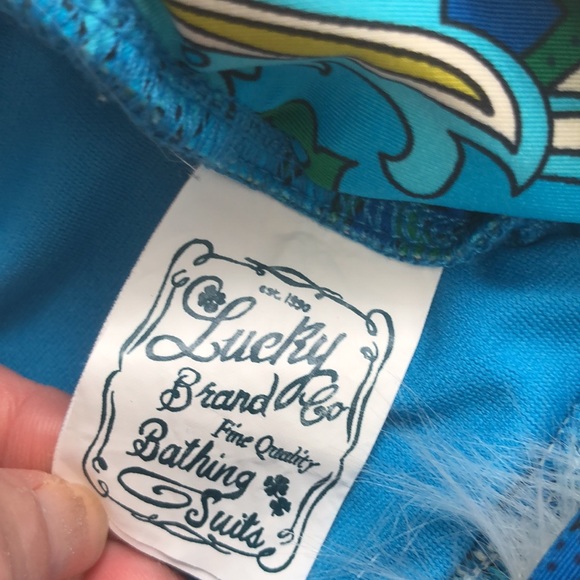 est. 1990
Lucky
Brand Co
Fine Quality
Bathing
Suits